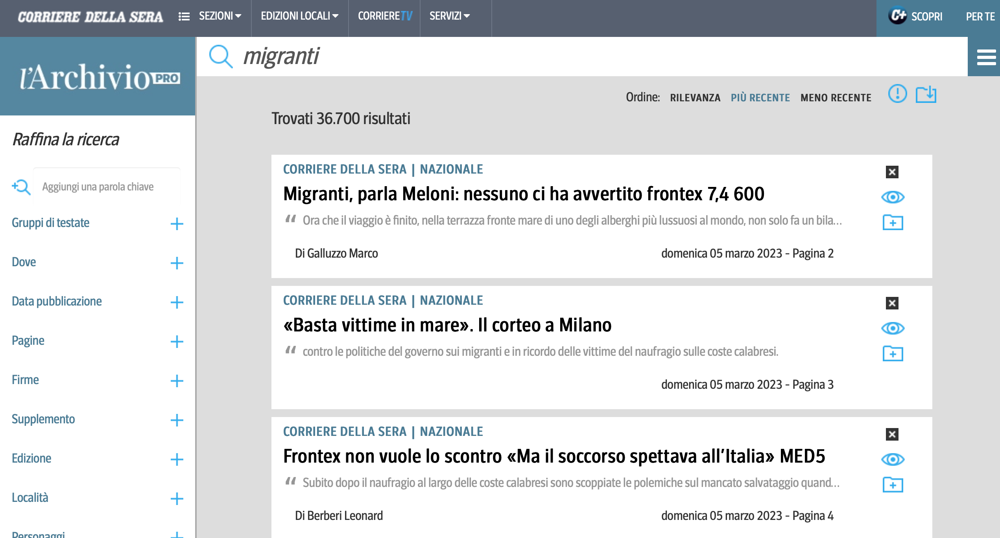 CORRIERE DELLA SERA SEZIONI EDIZIONI LOCALI CORRIERETV SERVIZI C+ SCOPRI PER TE
l'Archivio PRO
migranti
Ordine: RILEVANZA PIÙ RECENTE MENO RECENTE
Trovati 36.700 risultati
Raffina la ricerca
Aggiungi una parola chiave
Gruppi di testate
Dove
Data pubblicazione
Pagine
Firme
Supplemento
Edizione
Località
Personaggi
CORRIERE DELLA SERA | NAZIONALE
Migranti, parla Meloni: nessuno ci ha avvertito frontex 7,4 600
“ Ora che il viaggio è finito, nella terrazza fronte mare di uno degli alberghi più lussuosi al mondo, non solo fa un bila...
Di Galluzzo Marco domenica 05 marzo 2023 - Pagina 2
CORRIERE DELLA SERA | NAZIONALE
«Basta vittime in mare». Il corteo a Milano
“ contro le politiche del governo sui migranti e in ricordo delle vittime del naufragio sulle coste calabresi.
domenica 05 marzo 2023 - Pagina 3
CORRIERE DELLA SERA | NAZIONALE
Frontex non vuole lo scontro «Ma il soccorso spettava all'Italia» MED5
“ Subito dopo il naufragio al largo delle coste calabresi sono scoppiate le polemiche sul mancato salvataggio quand...
Di Berberi Leonard domenica 05 marzo 2023 - Pagina 4